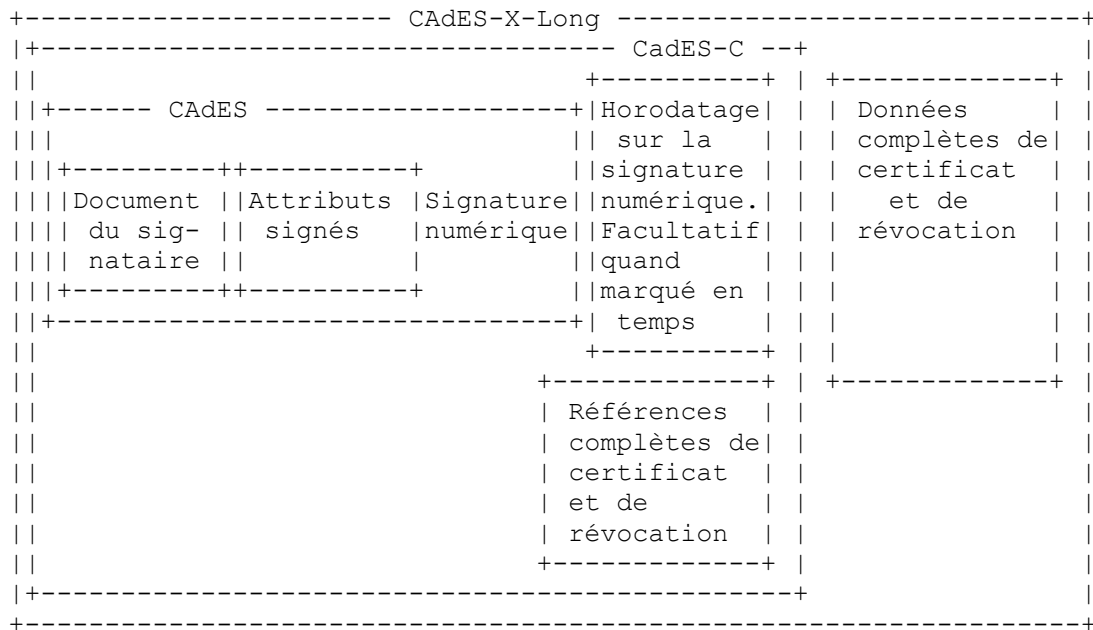 +----------------------- CAdES-X-Long -----------------------------+
|+------------------------------------ CadES-C --+                 |
||                                  +----------+ | +-------------+ |
||+------ CAdES -------------------+|Horodatage| | | Données     | |
|||                                || sur la   | | | complètes de| |
|||+---------++----------+         ||signature | | | certificat  | |
||||Document ||Attributs |Signature||numérique.| | |   et de     | |
|||| du sig- || signés   |numérique||Facultatif| | | révocation  | |
|||| nataire ||          |         ||quand     | | |             | |
|||+---------++----------+         ||marqué en | | |             | |
||+--------------------------------+| temps    | | |             | |
||                                  +----------+ | |             | |
||                               +-------------+ | +-------------+ |
||                               | Références  | |                 |
||                               | complètes de| |                 |
||                               | certificat  | |                 |
||                               | et de       | |                 |
||                               | révocation  | |                 |
||                               +-------------+ |                 |
|+-----------------------------------------------+                 |
+------------------------------------------------------------------+